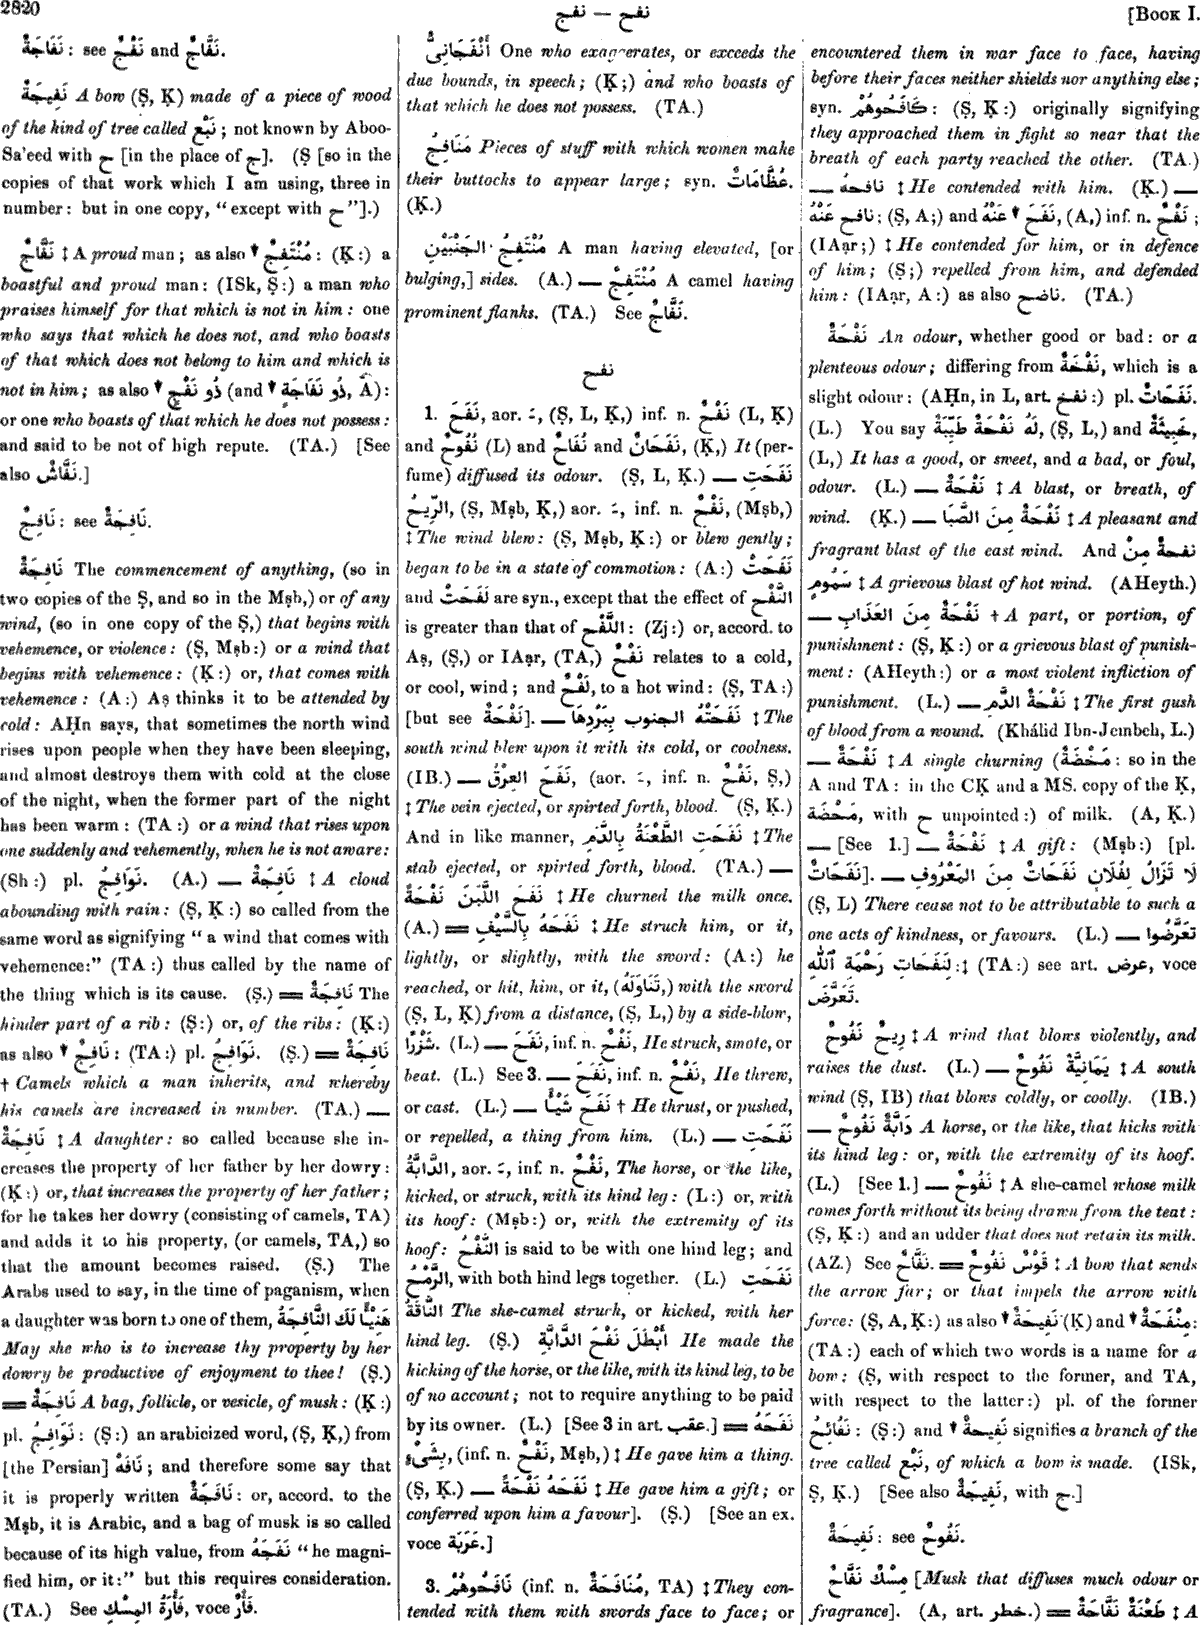 2820
نفج — نفح
[Book I.
نَفَاجَةٌ: see نَفْجٌ and نَفَّاجٌ.
نَفِيجَةٌ A bow (Ṣ, Ḳ) made of a piece of wood
of the kind of tree called نَبْع; not known by Aboo-
Sa'eed with ح [in the place of ج]. (Ṣ [so in the
copies of that work which I am using, three in
number: but in one copy, "except with ح"].)
نَفَّاجٌ ‡ A proud man; as also ▼ مُنْتَفِجٌ: (Ḳ:) a
boastful and proud man: (ISk, Ṣ:) a man who
praises himself for that which is not in him: one
who says that which he does not, and who boasts
of that which does not belong to him and which is
not in him; as also ▼ ذُو نَفْجٍ (and ▼ ذُو نَفَاجَةٍ, A):
or one who boasts of that which he does not possess:
and said to be not of high repute. (TA.) [See
also نَفَّاشٌ.]
نَافِجٌ: see نَافِجَةٌ.
نَافِجَةٌ The commencement of anything, (so in
two copies of the Ṣ, and so in the Mṣb,) or of any
wind, (so in one copy of the Ṣ,) that begins with
vehemence, or violence: (Ṣ, Mṣb:) or a wind that
begins with vehemence: (Ḳ:) or, that comes with
vehemence: (A:) Aṣ thinks it to be attended by
cold: AḤn says, that sometimes the north wind
rises upon people when they have been sleeping,
and almost destroys them with cold at the close
of the night, when the former part of the night
has been warm: (TA:) or a wind that rises upon
one suddenly and vehemently, when he is not aware:
(Sh:) pl. نَوَافِجُ. (A.) — نَافِجَةٌ ‡ A cloud
abounding with rain: (Ṣ, Ḳ:) so called from the
same word as signifying "a wind that comes with
vehemence:" (TA:) thus called by the name of
the thing which is its cause. (Ṣ.) = نَافِجَةٌ The
hinder part of a rib: (Ṣ:) or, of the ribs: (Ḳ:)
as also ▼ نَافِجٌ: (TA:) pl. نَوَافِجُ. (Ṣ.) = نَافِجَةٌ
† Camels which a man inherits, and whereby
his camels are increased in number. (TA.) —
نَافِجَةٌ ‡ A daughter: so called because she in-
creases the property of her father by her dowry:
(Ḳ:) or, that increases the property of her father;
for he takes her dowry (consisting of camels, TA)
and adds it to his property, (or camels, TA,) so
that the amount becomes raised. (Ṣ.) The
Arabs used to say, in the time of paganism, when
a daughter was born to one of them, هَنِيْئًا لَكَ النَّافِجَةُ
May she who is to increase thy property by her
dowry be productive of enjoyment to thee! (Ṣ.)
= نَافِجَةٌ A bag, follicle, or vesicle, of musk: (Ḳ:)
pl. نَوَافِجُ: (Ṣ:) an arabicized word, (Ṣ, Ḳ,) from
[the Persian] نَافَهْ; and therefore some say that
it is properly written نَافَجَةٌ: or, accord. to the
Mṣb, it is Arabic, and a bag of musk is so called
because of its high value, from نَفَجَهُ "he magni-
fied him, or it:" but this requires consideration.
(TA.) See فَأْرَةُ المِسْكِ, voce فَأْرٌ.
أَنْفَجَانِىٌّ One who exaggerates, or exceeds the
due bounds, in speech; (Ḳ;) and who boasts of
that which he does not possess. (TA.)
مَنَافِجُ Pieces of stuff with which women make
their buttocks to appear large; syn. عُظَّامَاتٌ.
(Ḳ.)
مُنْتَفِجُ الجَنْبَيْنِ A man having elevated, [or
bulging,] sides. (A.) — مُنْتَفِجٌ A camel having
prominent flanks. (TA.) See نَفَّاجٌ.
نفح
1. نَفَحَ, aor. ـَ, (Ṣ, L, Ḳ,) inf. n. نَفْحٌ (L, Ḳ)
and نُفُوحٌ (L) and نُفَاحٌ and نَفَحَانٌ, (Ḳ,) It (per-
fume) diffused its odour. (Ṣ, L, Ḳ.) — نَفَحَتِ
الرِّيحُ, (Ṣ, Mṣb, Ḳ,) aor. ـَ, inf. n. نَفْحٌ, (Mṣb,)
‡ The wind blew: (Ṣ, Mṣb, Ḳ:) or blew gently;
began to be in a state of commotion: (A:) نَفَحَتْ
and لَفَحَتْ are syn., except that the effect of النَّفْح
is greater than that of اللَّفْح: (Zj:) or, accord. to
Aṣ, (Ṣ,) or IAạr, (TA,) نَفْحٌ relates to a cold,
or cool, wind; and لَفْحٌ, to a hot wind: (Ṣ, TA:)
[but see نَفْحَةٌ]. — نَفَحَتْهُ الجنوب بِبَرْدِهَا ‡ The
south wind blew upon it with its cold, or coolness.
(IB.) — نَفَحَ العِرْقُ, (aor. ـَ, inf. n. نَفْحٌ, Ṣ,)
‡ The vein ejected, or spirted forth, blood. (Ṣ, Ḳ.)
And in like manner, نَفَحَتِ الطَّعْنَةُ بِالدَّمِ ‡ The
stab ejected, or spirted forth, blood. (TA.) —
نَفَحَ اللَّبَنَ نَفْحَةً ‡ He churned the milk once.
(A.) = نَفَحَهُ بِالسَّيْفِ ‡ He struck him, or it,
lightly, or slightly, with the sword: (A:) he
reached, or hit, him, or it, (تَنَاوَلَهُ,) with the sword
(Ṣ, L, Ḳ) from a distance, (Ṣ, L,) by a side-blow,
شَزْرًا. (L.) — نَفَحَ, inf. n. نَفْحٌ, He struck, smote, or
beat. (L.) See 3. — نَفَحَ, inf. n. نَفْحٌ, He threw,
or cast. (L.) — نَفَحَ شَيْأً † He thrust, or pushed,
or repelled, a thing from him. (L.) — نَفَحَتِ
الدَّابَّةُ, aor. ـَ, inf. n. نَفْحٌ, The horse, or the like,
kicked, or struck, with its hind leg: (L:) or, with
its hoof: (Mṣb:) or, with the extremity of its
hoof: النَّفْحُ is said to be with one hind leg; and
الرَّمْحُ, with both hind legs together. (L.) نَفَحَتِ
النَّاقَةُ The she-camel struck, or kicked, with her
hind leg. (Ṣ.) أَبْطَلَ نَفْحَ الدَّابَّةِ He made the
kicking of the horse, or the like, with its hind leg, to be
of no account; not to require anything to be paid
by its owner. (L.) [See 3 in art. عقب.] = نَفَحَهُ
بِشَىْءٍ, (inf. n. نَفْحٌ, Mṣb,) ‡ He gave him a thing.
(Ṣ, Ḳ.) — نَفَحَهُ نَفْحَةً ‡ He gave him a gift; or
conferred upon him a favour]. (Ṣ.) [See an ex.
voce عَرَبَة.]
3. نَافَحُوهُمْ (inf. n. مُنَافَحَةٌ, TA) ‡ They con-
tended with them with swords face to face; or
encountered them in war face to face, having
before their faces neither shields nor anything else;
syn. كَافَحُوهُمْ: (Ṣ, Ḳ:) originally signifying
they approached them in fight so near that the
breath of each party reached the other. (TA.)
— نافحهُ ‡ He contended with him. (Ḳ.) —
نافح عَنْهُ; (Ṣ, A;) and ▼ نَفَحَ عَنْهُ, (A,) inf. n. نَفْحٌ;
(IAạr;) ‡ He contended for him, or in defence
of him; (Ṣ;) repelled from him, and defended
him: (IAạr, A:) as also ناضح. (TA.)
نَفْحَةٌ An odour, whether good or bad: or a
plenteous odour; differing from نَفْخَةٌ, which is a
slight odour: (AḤn, in L, art. نفخ:) pl. نَفَحَاتٌ.
(L.) You say لَهُ نَفْحَةٌ طَيِّبَةٌ, (Ṣ, L,) and خَبِيثَةٌ,
(L,) It has a good, or sweet, and a bad, or foul,
odour. (L.) — نَفْحَةٌ ‡ A blast, or breath, of
wind. (Ḳ.) — نَفْحَةٌ مِنَ الصَّبَا ‡ A pleasant and
fragrant blast of the east wind. And نفحةٌ مِنْ
سَمُومٍ ‡ A grievous blast of hot wind. (AHeyth.)
— نَفْحَةٌ مِنَ العَذَابِ † A part, or portion, of
punishment: (Ṣ, Ḳ:) or a grievous blast of punish-
ment: (AHeyth:) or a most violent infliction of
punishment. (L.) — نَفْحَةُ الدَّمِ ‡ The first gush
of blood from a wound. (Khálid Ibn-Jembeh, L.)
— نَفْحَةٌ ‡ A single churning (مَخْضَةٌ: so in the
A and TA: in the CḲ and a MS. copy of the Ḳ,
مَحْضَة, with ح unpointed:) of milk. (A, Ḳ.)
— [See 1.] — نَفْحَةٌ ‡ A gift: (Mṣb:) [pl.
نَفَحَاتٌ]. — لَا تَزَالُ لِفُلَانٍ نَفَحَاتٌ مِنَ المَعْرُوفِ
(Ṣ, L) There cease not to be attributable to such a
one acts of kindness, or favours. (L.) — تَعَرَّضُوا
لِنَفَحَاتِ رَحْمَةِ ٱللّٰهِ:‡ (TA:) see art. عرض, voce
تَعَرَّضَ.
رِيحٌ نَفُوحٌ ‡ A wind that blows violently, and
raises the dust. (L.) — يَمَانِيَّةٌ نَفُوحٌ ‡ A south
wind (Ṣ, IB) that blows coldly, or coolly. (IB.)
— دَابَّةٌ نَفُوحٌ A horse, or the like, that kicks with
its hind leg: or, with the extremity of its hoof.
(L.) [See 1.] — نَفُوحٌ ‡ A she-camel whose milk
comes forth without its being drawn from the teat:
(Ṣ, Ḳ:) and an udder that does not retain its milk.
(AZ.) See نَفَّاحٌ. = قَوْسٌ نَفُوحٌ ‡ A bow that sends
the arrow far; or that impels the arrow with
force: (Ṣ, A, Ḳ:) as also ▼ نَفِيحَةٌ (Ḳ) and ▼ مِنْفَحَةٌ:
(TA:) each of which two words is a name for a
bow: (Ṣ, with respect to the former, and TA,
with respect to the latter:) pl. of the former
نَفَائِحُ: (Ṣ:) and ▼ نَفِيحةٌ signifies a branch of the
tree called نَبْع, of which a bow is made. (ISk,
Ṣ, Ḳ.) [See also نَفِيجَةٌ, with ج.]
نَفِيحَةٌ: see نَفُوحٌ.
مِسْكٌ نَفَّاحٌ [Musk that diffuses much odour or
fragrance]. (A, art. خطر.) = طَعْنَةٌ نَفَّاحَةٌ ‡ A